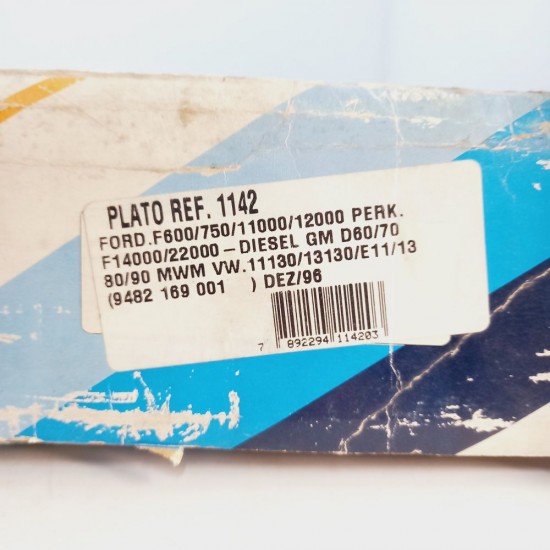 PLATO REF. 1142
FORD.F600/750/11000/12000 PERK.
F14000/22000-DIESEL GM D60/70
80/90 MWM VW.11130/13130/E11/13
(9482 169 001 ) DEZ/96
7 892294 114203